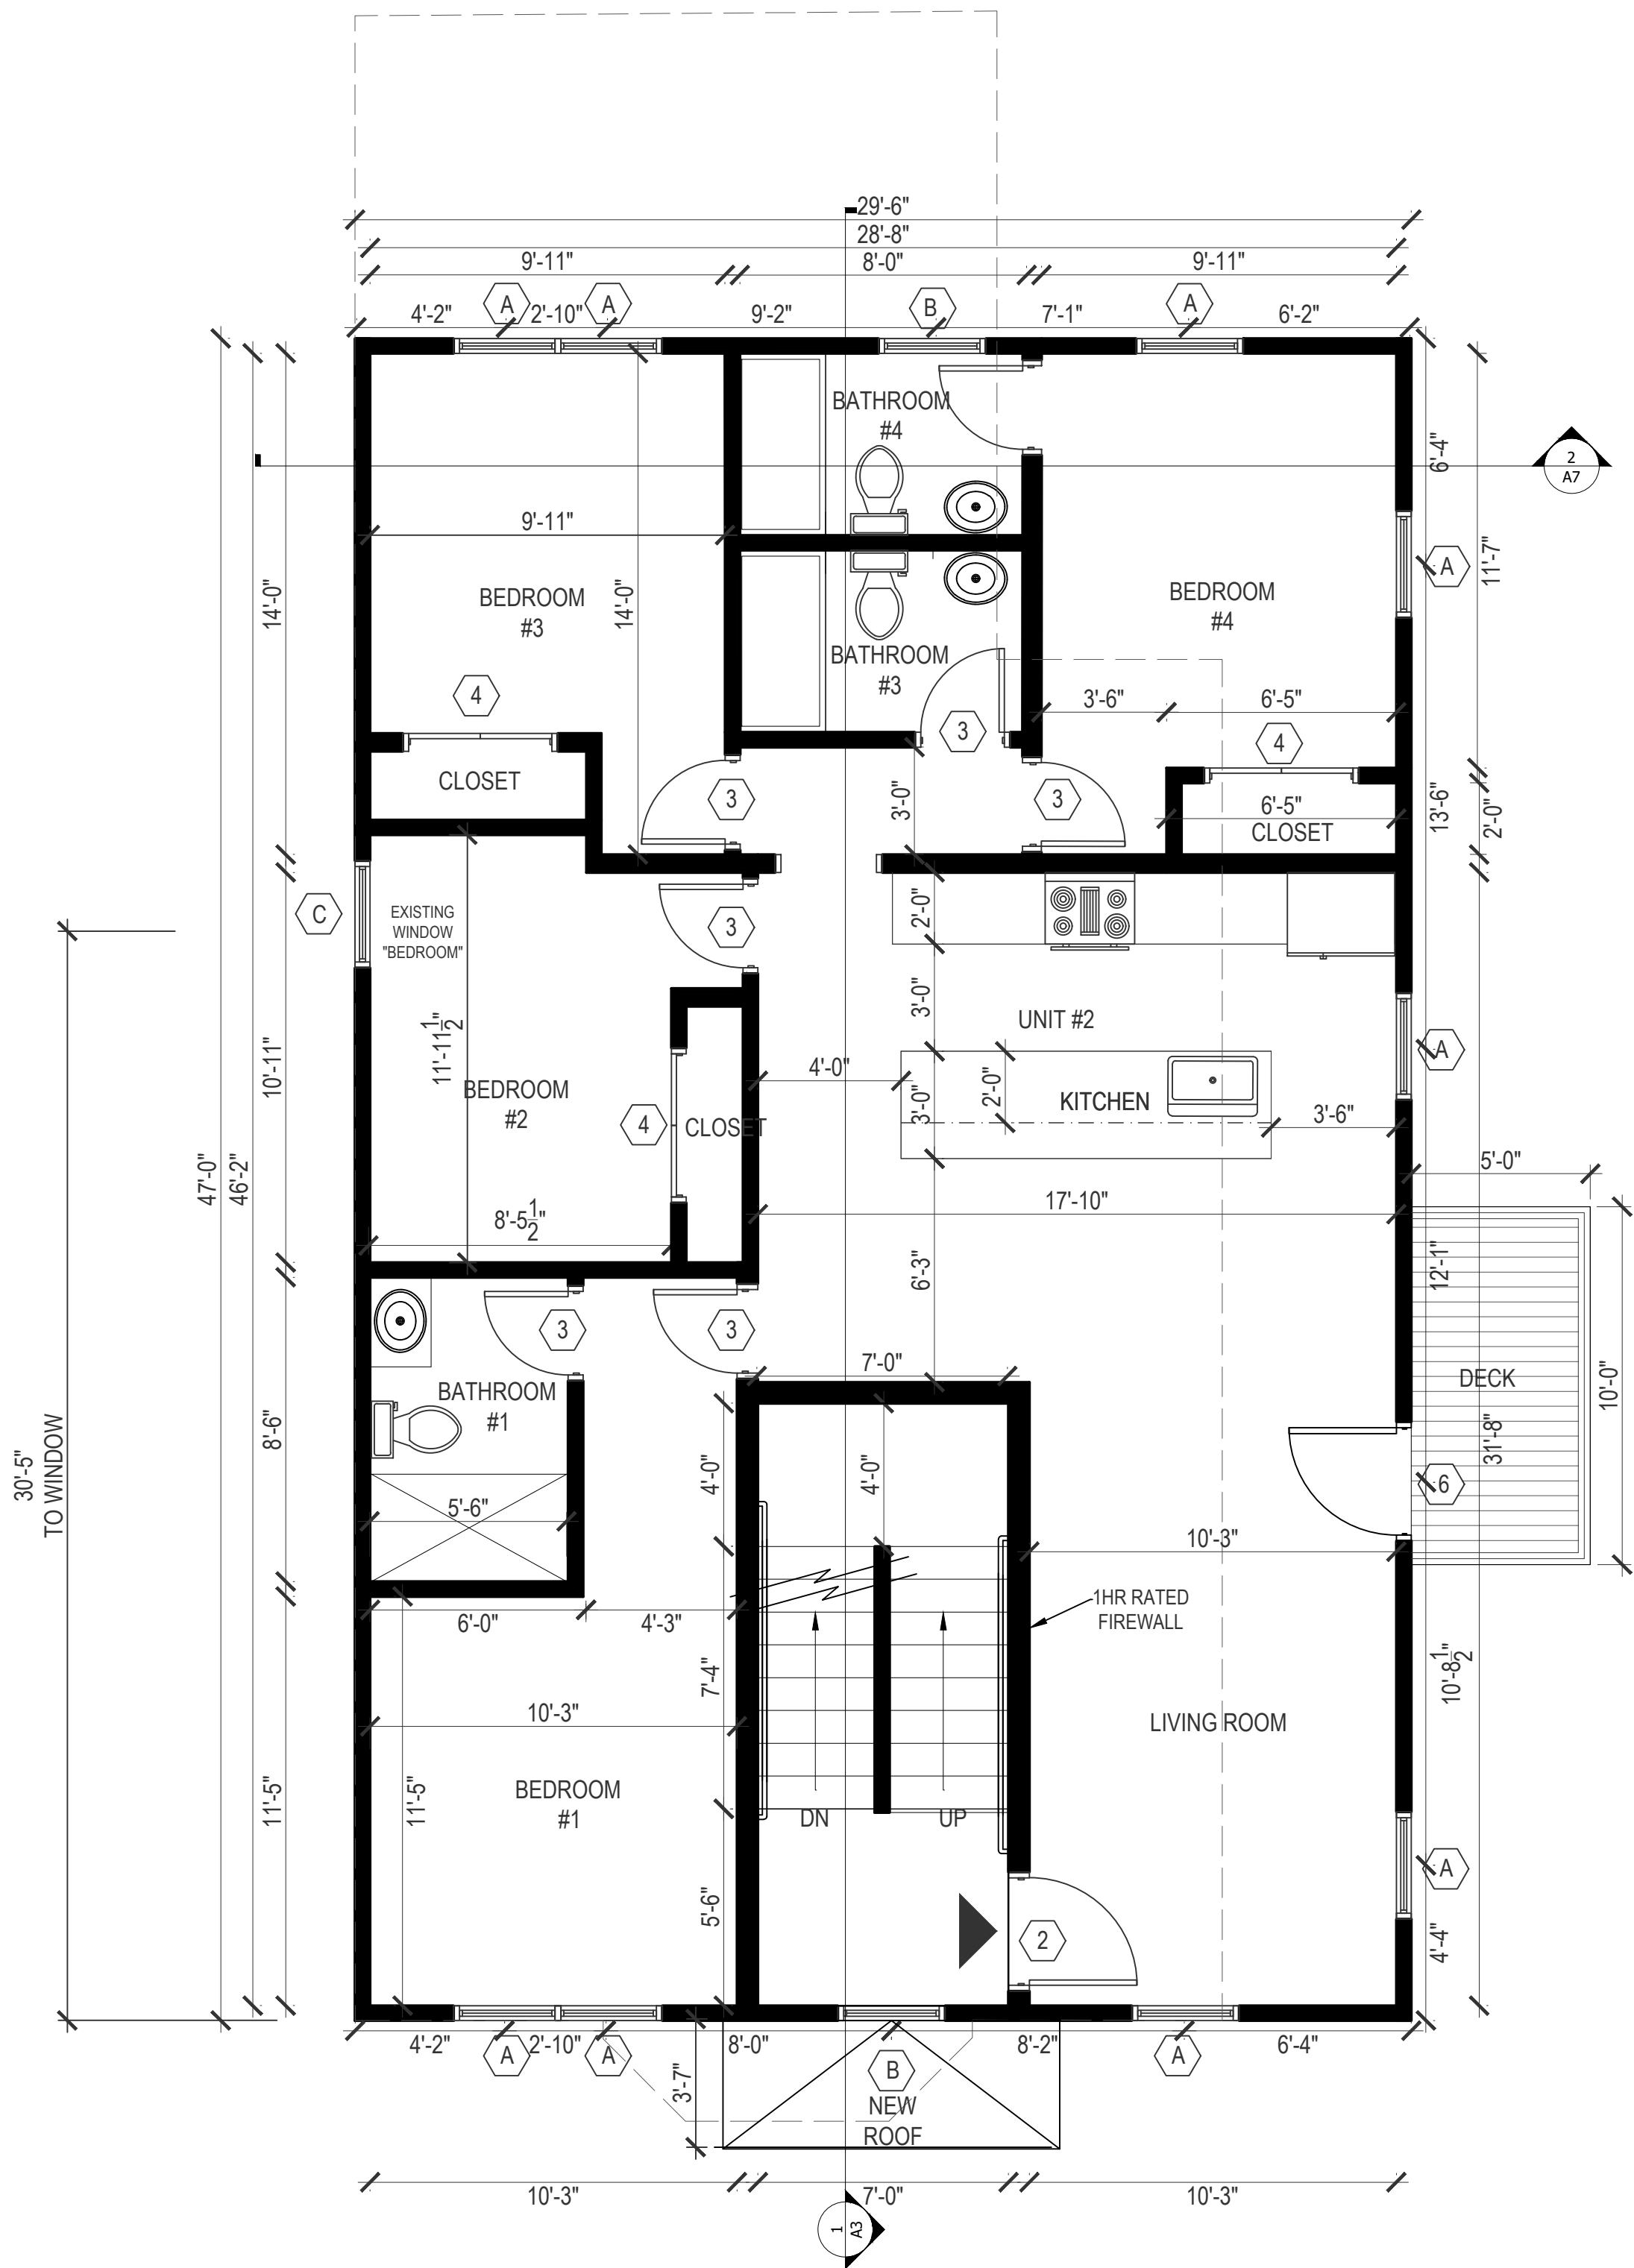 29'-6"
28'-8"
9'-11" 8'-0" 9'-11"
A A B A
4'-2" 2'-10" 9'-2" 7'-1" 6'-2"
BATHROOM
#4
6'-4"
2
A7
9'-11"
14'-0"
14'-0"
BEDROOM
#3
BEDROOM
#4
A
11'-7"
BATHROOM
#3
4
3
3'-6" 6'-5"
4
CLOSET
3
3'-0"
3
6'-5"
CLOSET
13'-6"
2'-0"
C
EXISTING
WINDOW
"BEDROOM"
3
2'-0"
3'-0"
UNIT #2
A
10'-11"
11'-11 1/2"
BEDROOM
#2
4
CLOSET
4'-0"
3'-0"
2'-0"
KITCHEN
3'-6"
47'-0"
46'-2"
5'-0"
8'-5 1/2"
17'-10"
6'-3"
12'-1"
3
3
7'-0"
DECK
10'-0"
BATHROOM
#1
8'-6"
30'-5"
TO WINDOW
4'-0"
4'-0"
31'-8"
6
5'-6"
10'-3"
1HR RATED
FIREWALL
6'-0" 4'-3"
7'-4"
10'-8 1/2"
10'-3"
LIVING ROOM
BEDROOM
#1
11'-5"
11'-5"
DN UP
A
5'-6"
2
4'-4"
4'-2" 2'-10" 8'-0" 8'-2" 6'-4"
A A B A
3'-7"
NEW
ROOF
10'-3" 7'-0" 10'-3"
1
A3